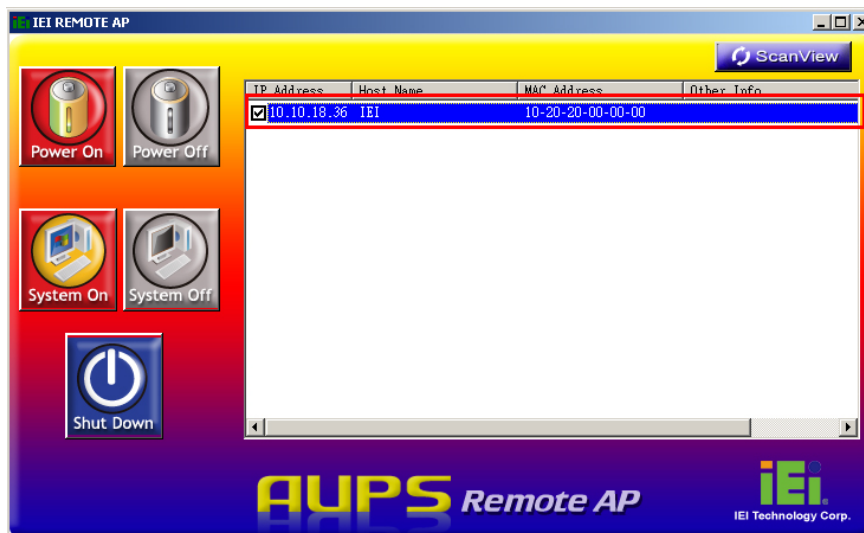 iEi IEI REMOTE AP
ScanView
IP Address Host Name MAC Address Other Info
10.10.18.36 IEI 10-20-20-00-00-00
Power On Power Off
System On System Off
Shut Down
AUPS Remote AP
iEi
IEI Technology Corp.